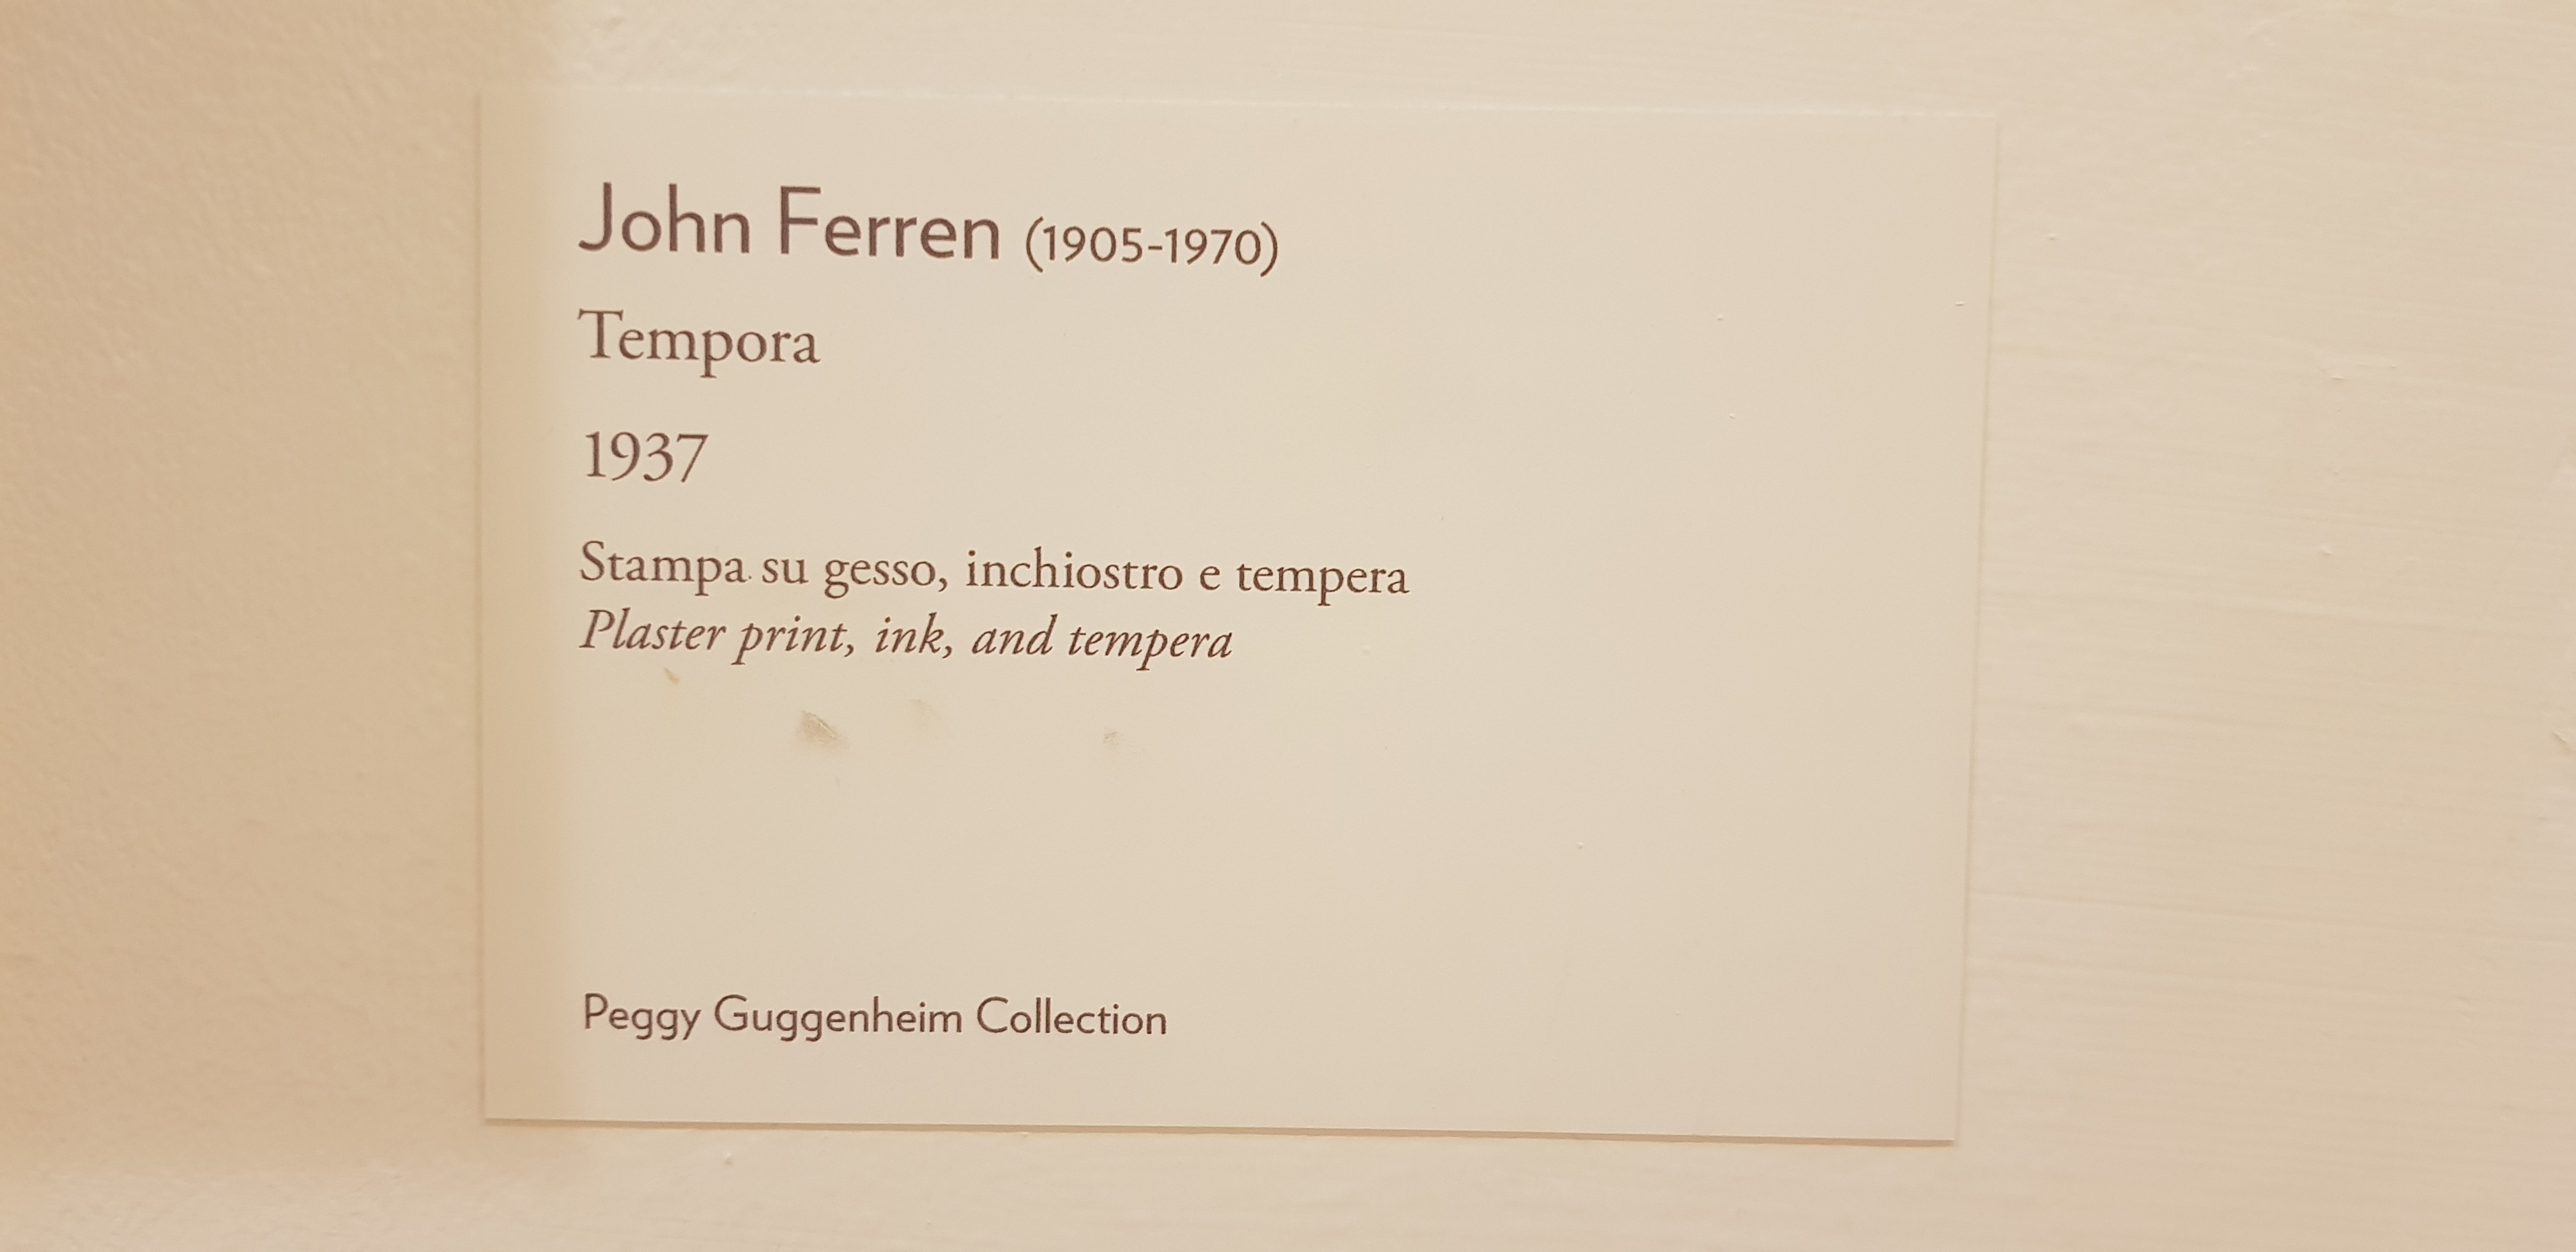 John Ferren (1905-1970)
Tempora
1937
Stampa su gesso, inchiostro e tempera
Plaster print, ink, and tempera
Peggy Guggenheim Collection